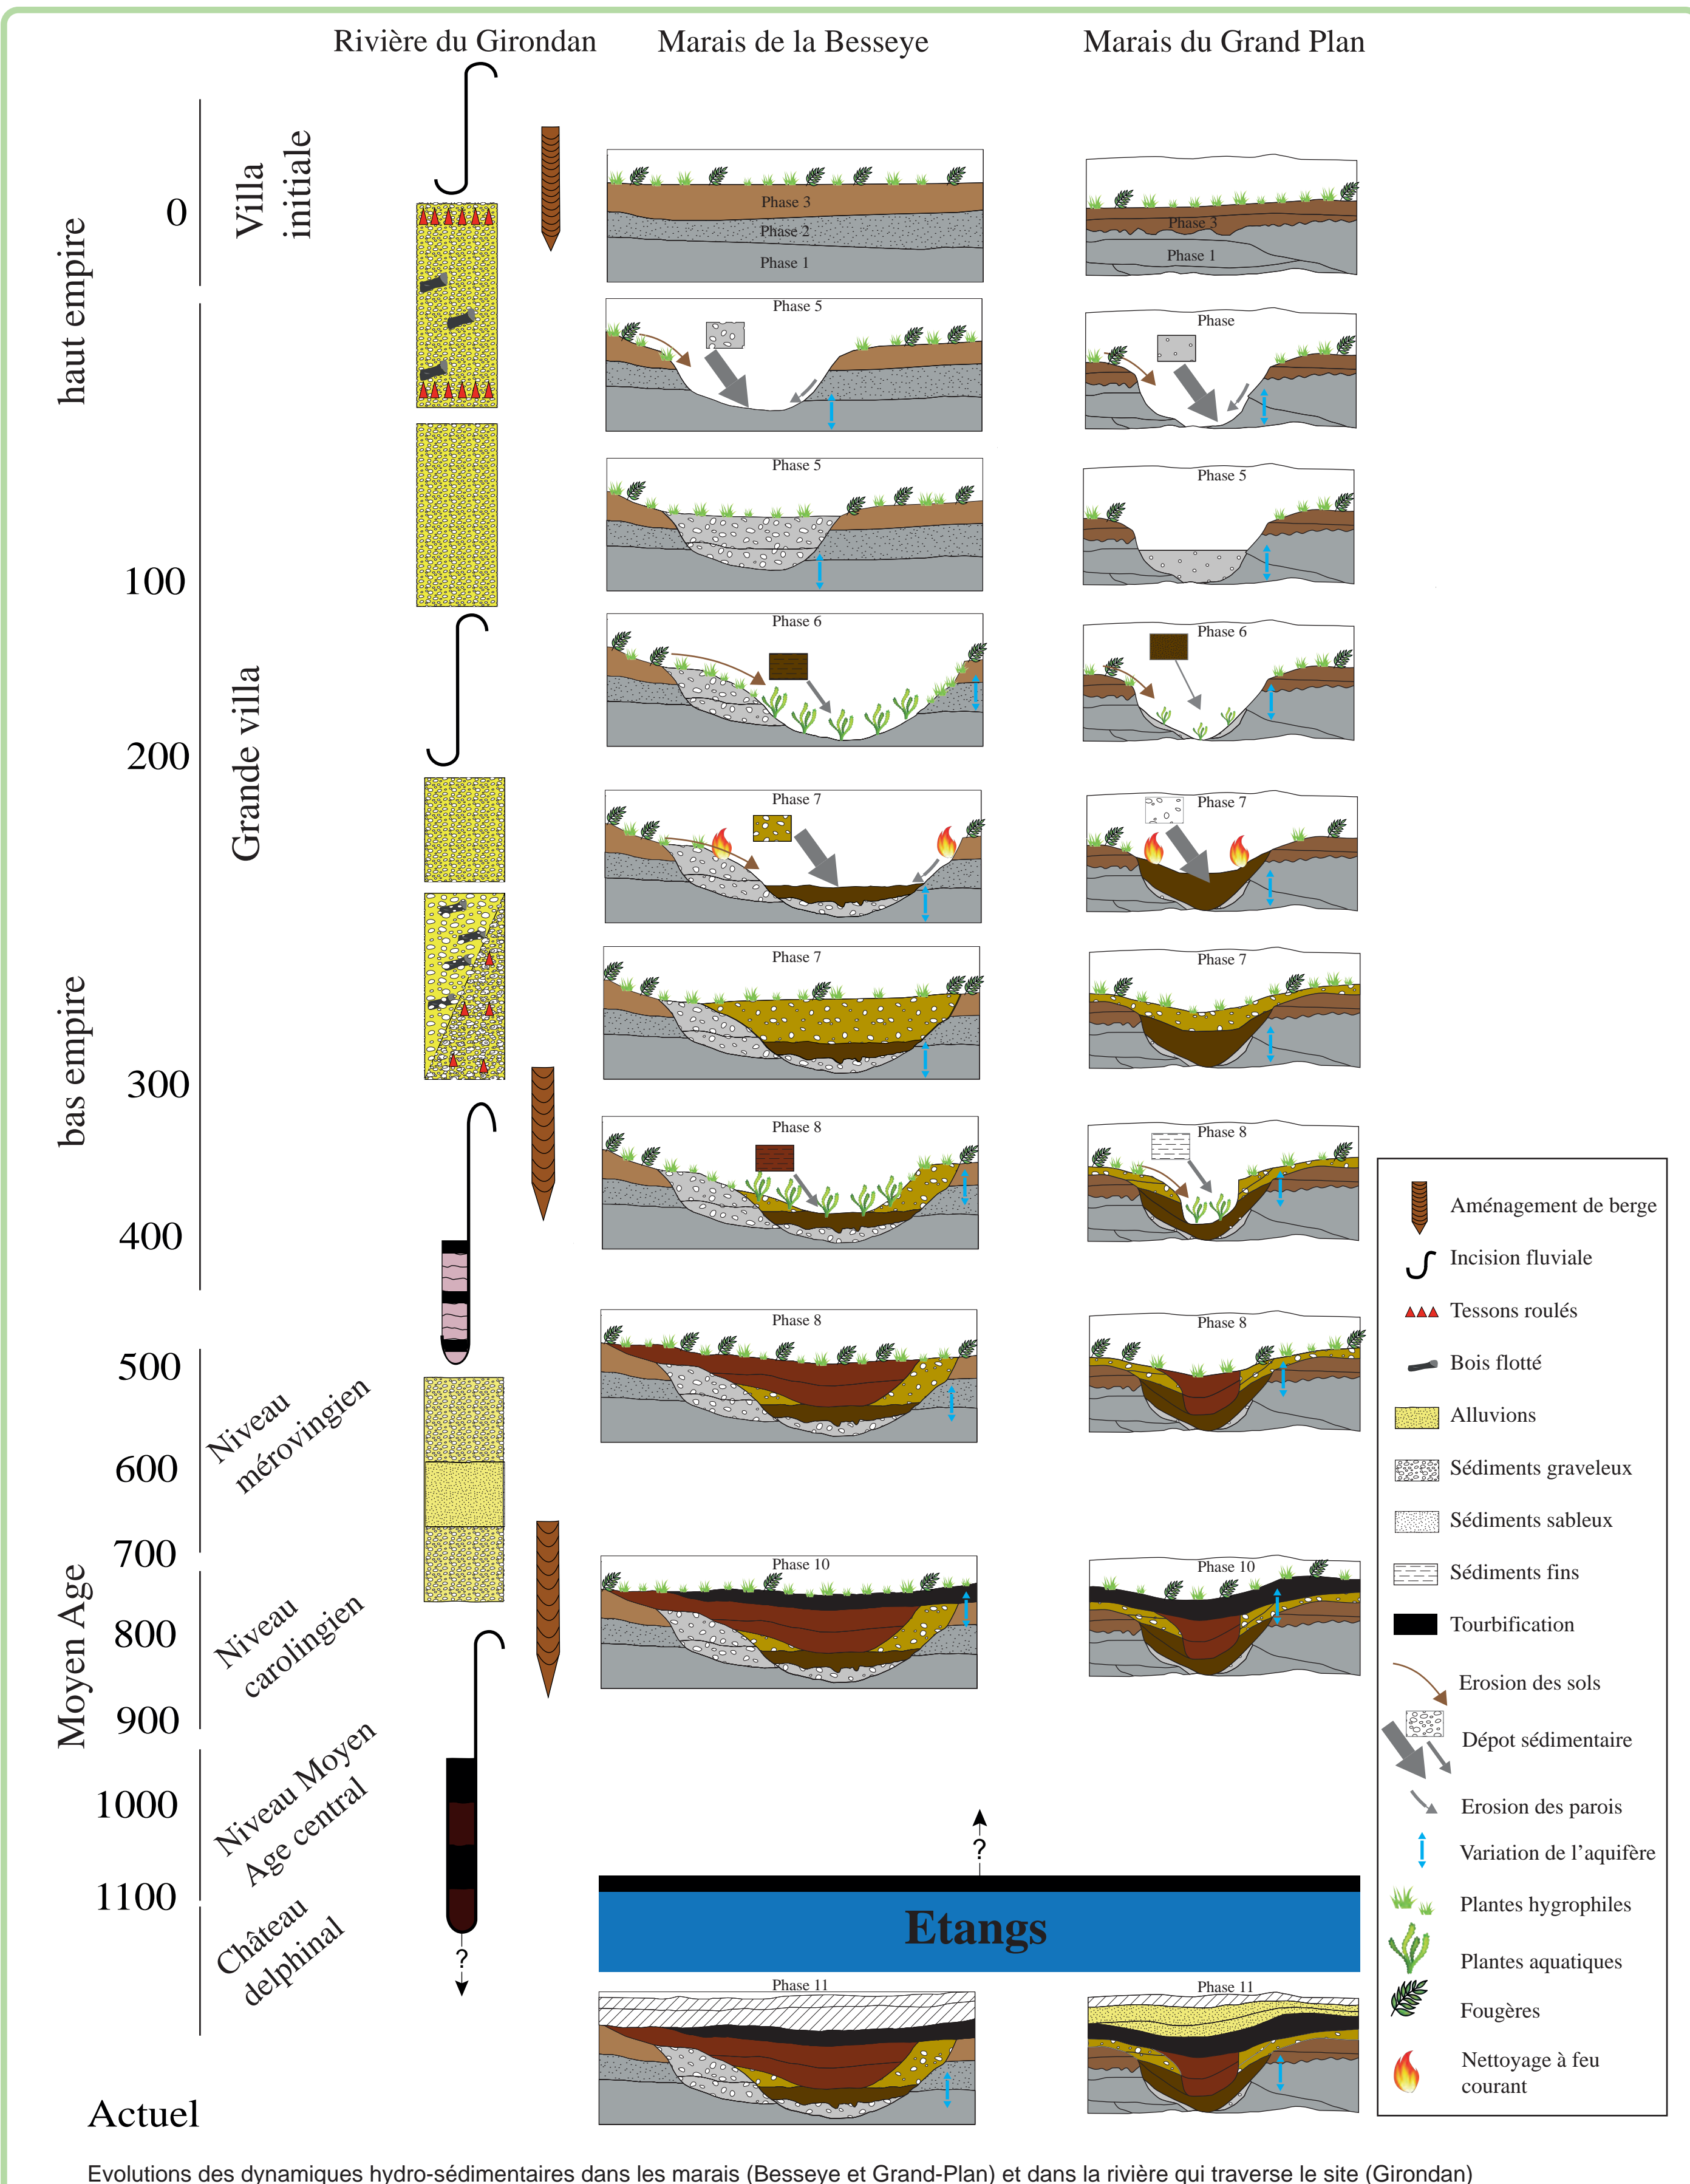 Rivière du Girondan
Marais de la Besseye
Marais du Grand Plan
haut empire
bas empire
Moyen Age
0
100
200
300
400
500
600
700
800
900
1000
1100
Actuel
Villa
initiale
Grande villa
Niveau
mérovingien
Niveau
carolingien
Niveau Moyen
Age central
Château
delphinal
?
Phase 3
Phase 2
Phase 1
Phase 3
Phase 1
Phase 5
Phase
Phase 5
Phase 5
Phase 6
Phase 6
Phase 7
Phase 7
Phase 7
Phase 7
Phase 8
Phase 8
Phase 8
Phase 8
Phase 10
Phase 10
?
Etangs
Phase 11
Phase 11
Aménagement de berge
Incision fluviale
Tessons roulés
Bois flotté
Alluvions
Sédiments graveleux
Sédiments sableux
Sédiments fins
Tourbification
Erosion des sols
Dépot sédimentaire
Erosion des parois
Variation de l'aquifère
Plantes hygrophiles
Plantes aquatiques
Fougères
Nettoyage à feu
courant
Evolutions des dynamiques hydro-sédimentaires dans les marais (Besseye et Grand-Plan) et dans la rivière qui traverse le site (Girondan)